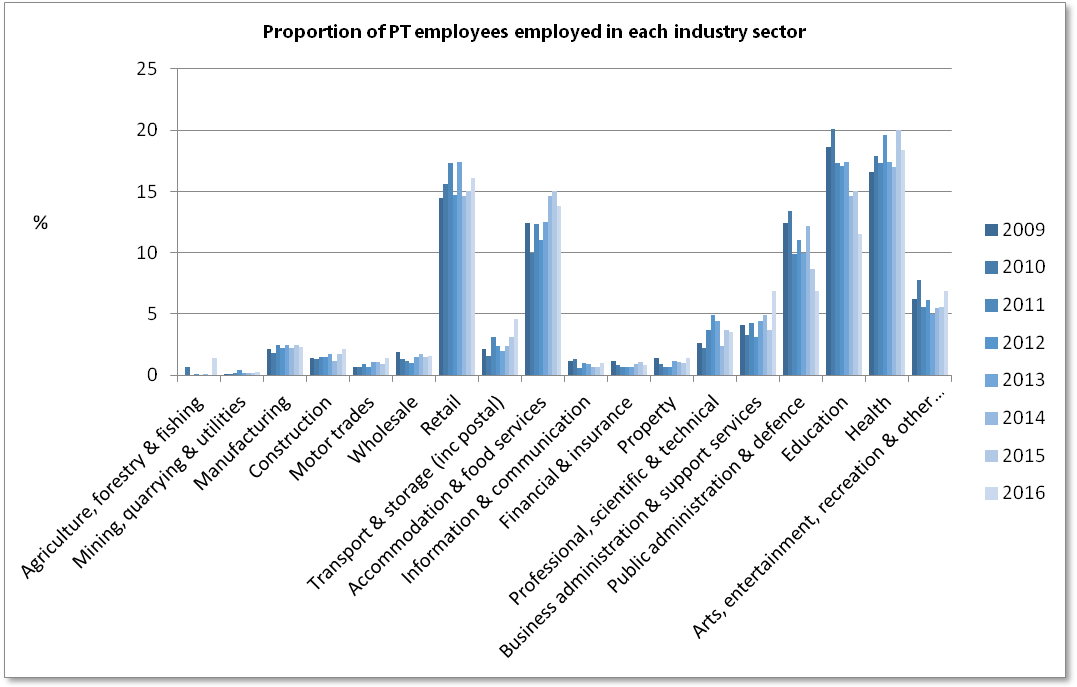 Proportion of PT employees employed in each industry sector
25
20
15
10
5
0
%
Agriculture, forestry & fishing
Mining, quarrying & utilities
Manufacturing
Construction
Motor trades
Wholesale
Retail
Transport & storage (inc postal)
Accommodation & food services
Information & communication
Financial & insurance
Property
Professional, scientific & technical
Business administration & support services
Public administration & defence
Education
Health
Arts, entertainment, recreation & other...
2009
2010
2011
2012
2013
2014
2015
2016